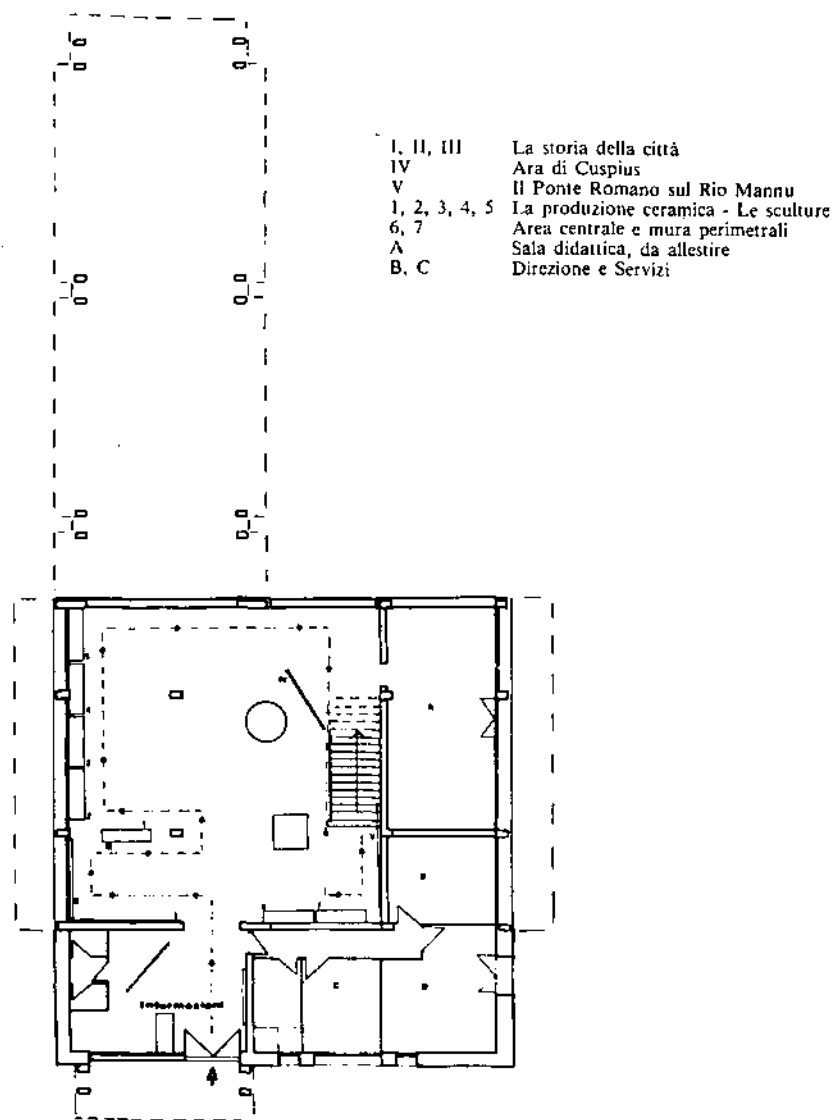 I, II, III La storia della città
IV Ara di Cuspius
V Il Ponte Romano sul Rio Mannu
1, 2, 3, 4, 5 La produzione ceramica - Le sculture
6, 7 Area centrale e mura perimetrali
A Sala didattica, da allestire
B, C Direzione e Servizi
Informazioni